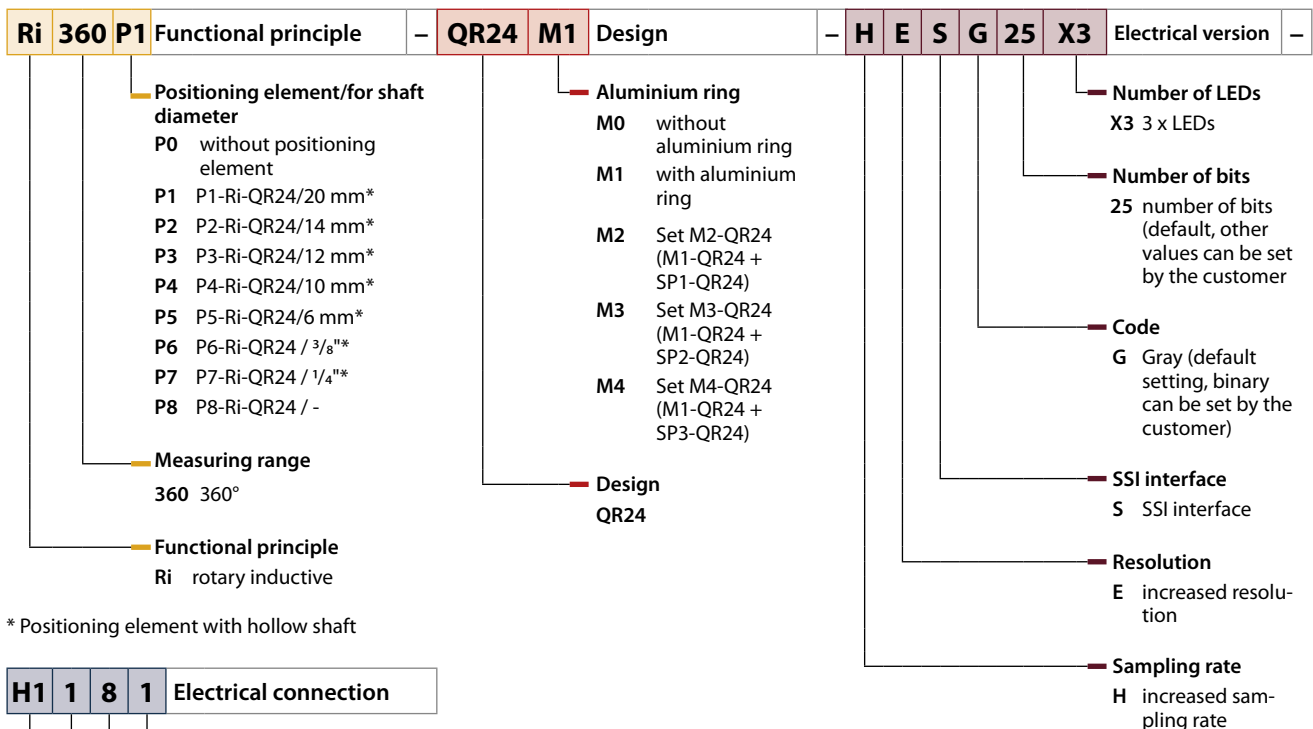 Ri 360 P1 Functional principle – QR24 M1 Design – H E S G 25 X3 Electrical version –
Positioning element/for shaft
diameter
P0 without positioning
element
P1 P1-Ri-QR24/20 mm*
P2 P2-Ri-QR24/14 mm*
P3 P3-Ri-QR24/12 mm*
P4 P4-Ri-QR24/10 mm*
P5 P5-Ri-QR24/6 mm*
P6 P6-Ri-QR24 / ³/₈"*
P7 P7-Ri-QR24 / ¹/₄"*
P8 P8-Ri-QR24 / -
Measuring range
360 360°
Functional principle
Ri rotary inductive
* Positioning element with hollow shaft
Aluminium ring
M0 without
aluminium ring
M1 with aluminium
ring
M2 Set M2-QR24
(M1-QR24 +
SP1-QR24)
M3 Set M3-QR24
(M1-QR24 +
SP2-QR24)
M4 Set M4-QR24
(M1-QR24 +
SP3-QR24)
Design
QR24
Number of LEDs
X3 3 x LEDs
Number of bits
25 number of bits
(default, other
values can be set
by the customer
Code
G Gray (default
setting, binary
can be set by the
customer)
SSI interface
S SSI interface
Resolution
E increased resolu-
tion
Sampling rate
H increased sam-
pling rate
H1 1 8 1 Electrical connection